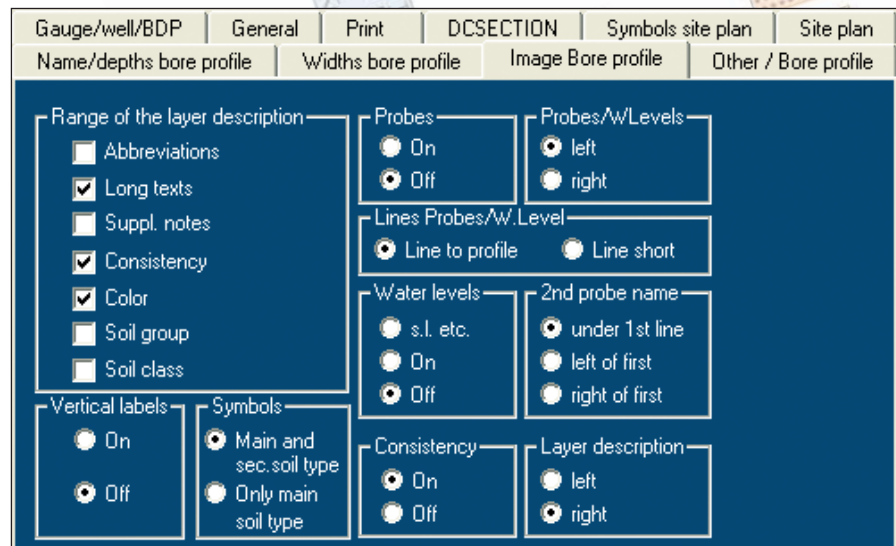 Gauge/well/BDP General Print DCSECTION Symbols site plan Site plan
Name/depths bore profile Widths bore profile Image Bore profile Other / Bore profile
Range of the layer description
Abbreviations
Long texts
Suppl. notes
Consistency
Color
Soil group
Soil class
Probes
On
Off
Probes/WLevels
left
right
Lines Probes/W.Level
Line to profile Line short
Water levels
s.l. etc.
On
Off
2nd probe name
under 1st line
left of first
right of first
Vertical labels
On
Off
Symbols
Main and
sec.soil type
Only main
soil type
Consistency
On
Off
Layer description
left
right